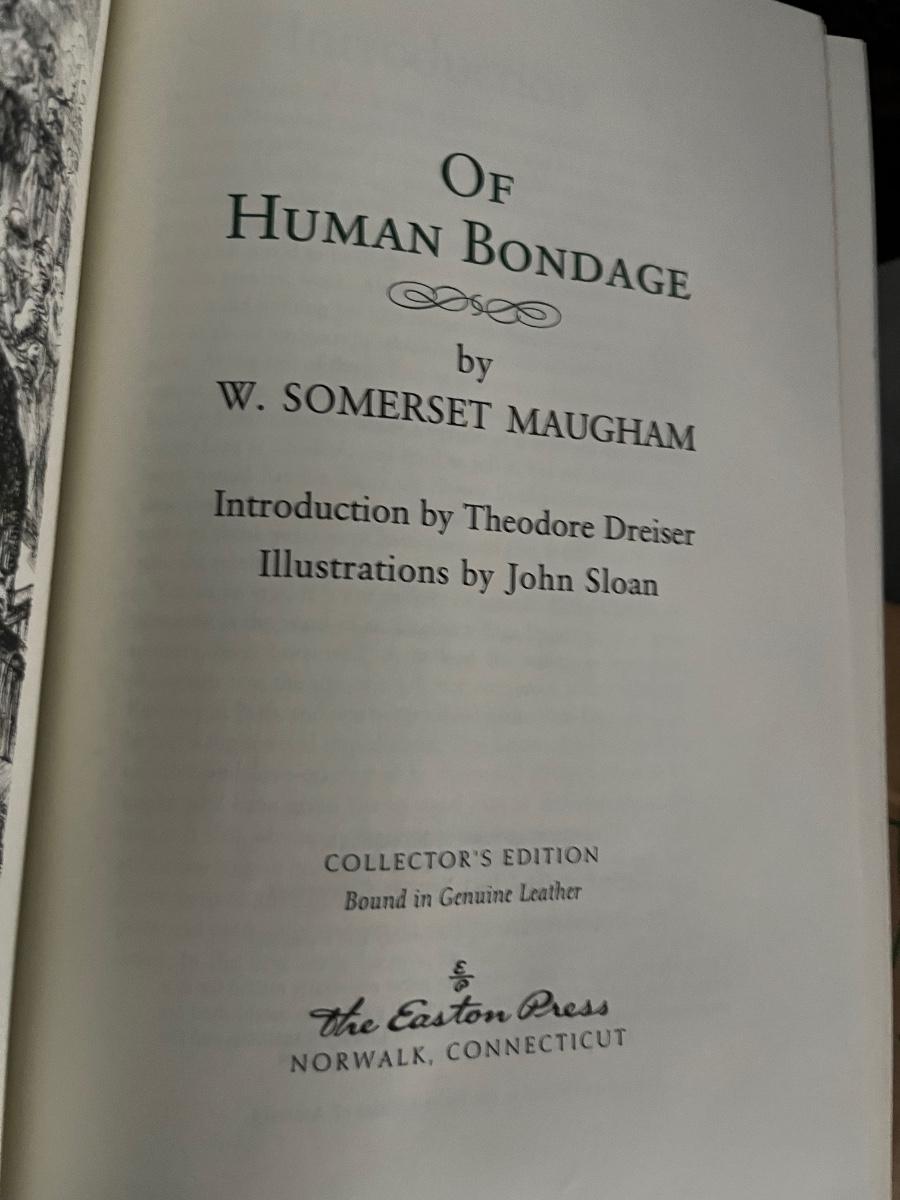 OF
HUMAN BONDAGE
by
W. SOMERSET MAUGHAM
Introduction by Theodore Dreiser
Illustrations by John Sloan
COLLECTOR'S EDITION
Bound in Genuine Leather
E/P
The Easton Press
NORWALK, CONNECTICUT